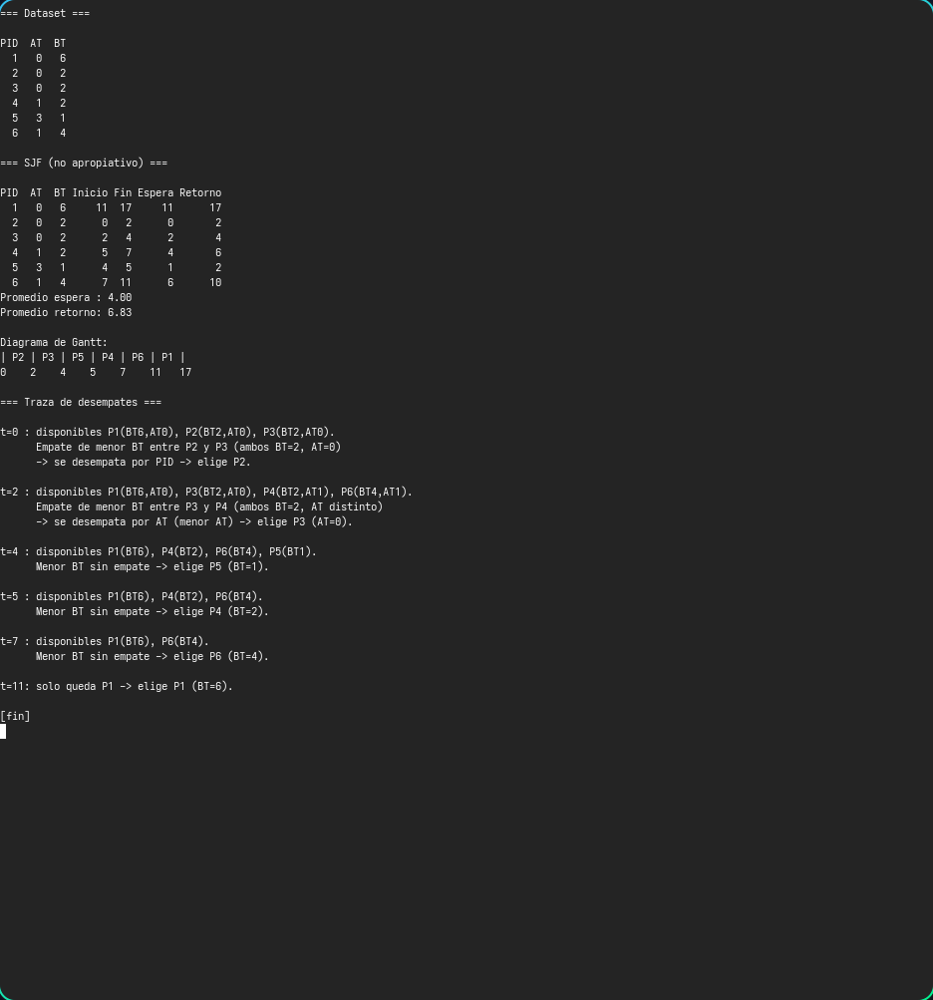 === Dataset ===
PID  AT  BT
  1   0   6
  2   0   2
  3   0   2
  4   1   2
  5   3   1
  6   1   4
=== SJF (no apropiativo) ===
PID  AT  BT Inicio Fin Espera Retorno
  1   0   6     11  17     11      17
  2   0   2      0   2      0       2
  3   0   2      2   4      2       4
  4   1   2      5   7      4       6
  5   3   1      4   5      1       2
  6   1   4      7  11      6      10
Promedio espera : 4.00
Promedio retorno: 6.83
Diagrama de Gantt:
| P2 | P3 | P5 | P4 | P6 | P1 |
0    2    4    5    7    11   17
=== Traza de desempates ===
t=0 : disponibles P1(BT6,AT0), P2(BT2,AT0), P3(BT2,AT0).
      Empate de menor BT entre P2 y P3 (ambos BT=2, AT=0)
      -> se desempata por PID -> elige P2.
t=2 : disponibles P1(BT6,AT0), P3(BT2,AT0), P4(BT2,AT1), P6(BT4,AT1).
      Empate de menor BT entre P3 y P4 (ambos BT=2, AT distinto)
      -> se desempata por AT (menor AT) -> elige P3 (AT=0).
t=4 : disponibles P1(BT6), P4(BT2), P6(BT4), P5(BT1).
      Menor BT sin empate -> elige P5 (BT=1).
t=5 : disponibles P1(BT6), P4(BT2), P6(BT4).
      Menor BT sin empate -> elige P4 (BT=2).
t=7 : disponibles P1(BT6), P6(BT4).
      Menor BT sin empate -> elige P6 (BT=4).
t=11: solo queda P1 -> elige P1 (BT=6).
[fin]